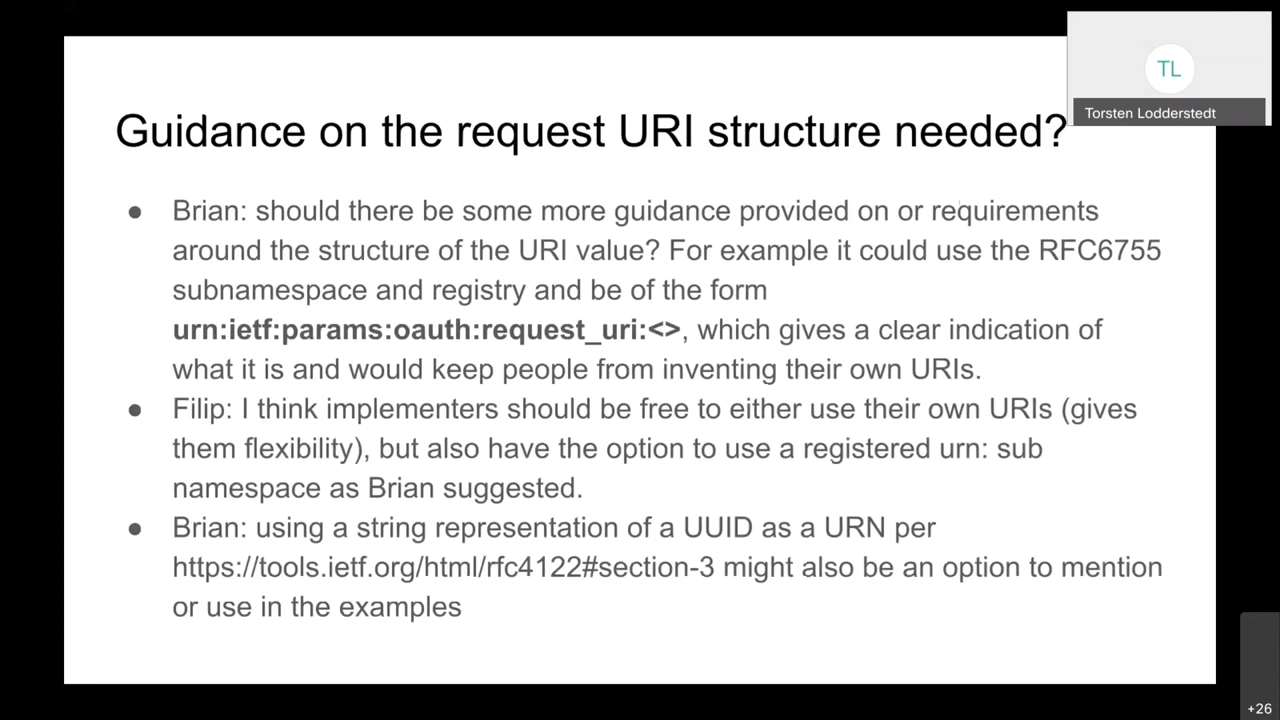 TL
Torsten Lodderstedt
Guidance on the request URI structure needed?
● Brian: should there be some more guidance provided on or requirements
around the structure of the URI value? For example it could use the RFC6755
subnamespace and registry and be of the form
urn:ietf:params:oauth:request_uri:<>, which gives a clear indication of
what it is and would keep people from inventing their own URIs.
● Filip: I think implementers should be free to either use their own URIs (gives
them flexibility), but also have the option to use a registered urn: sub
namespace as Brian suggested.
● Brian: using a string representation of a UUID as a URN per
https://tools.ietf.org/html/rfc4122#section-3 might also be an option to mention
or use in the examples
+26